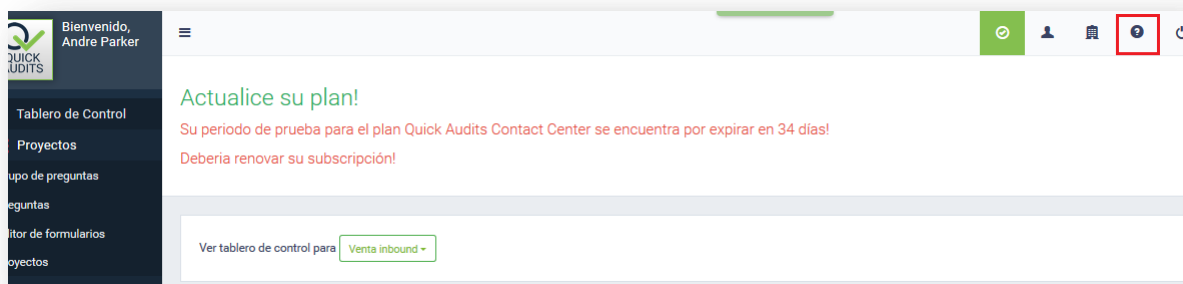 Bienvenido,
Andre Parker
QUICK
AUDITS
Tablero de Control
Proyectos
upo de preguntas
eguntas
litor de formularios
oyectos
Actualice su plan!
Su periodo de prueba para el plan Quick Audits Contact Center se encuentra por expirar en 34 días!
Deberia renovar su subscripción!
Ver tablero de control para Venta inbound